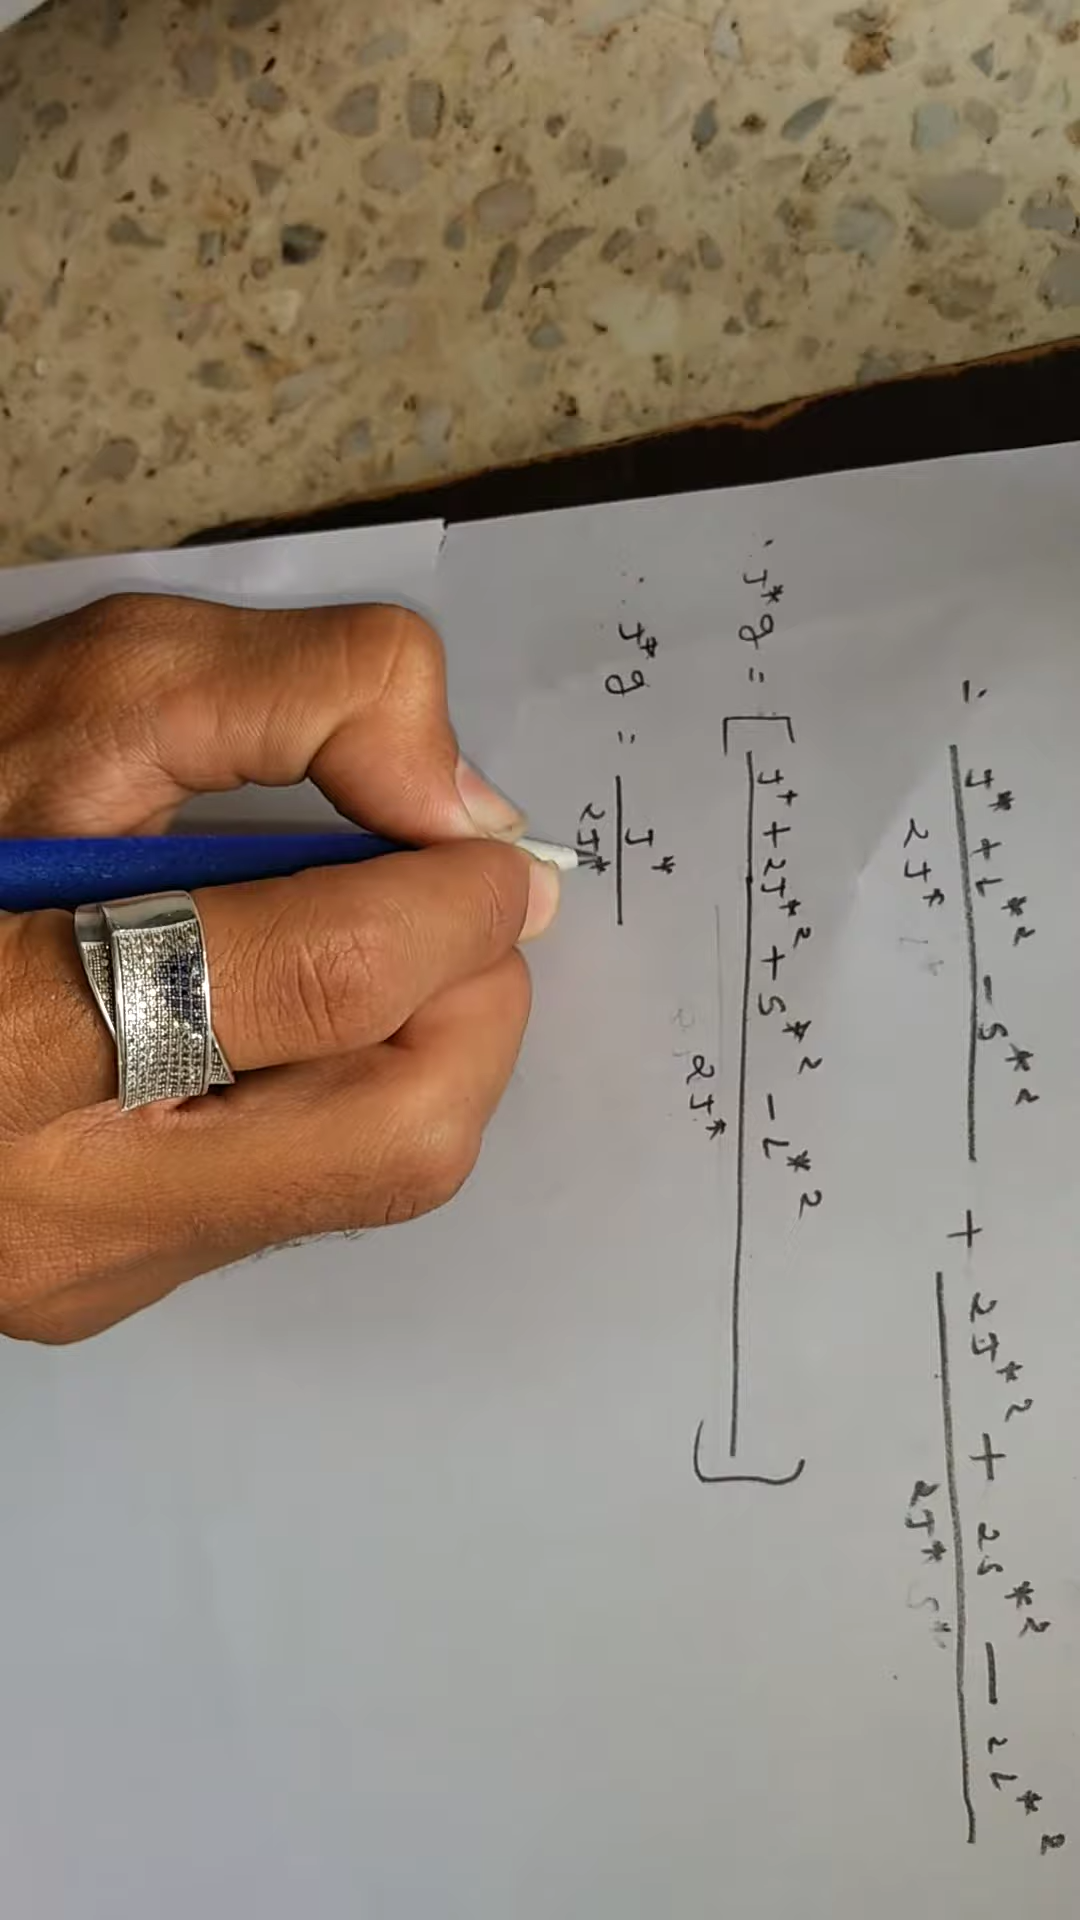 = J* + L*² - S*² / 2J* + 2J*² + 2S*² - 2L*² / 2J*
∴ J*g = [ J* + 2J*² + S*² - L*² / 2J* ]
∴ J*g = J* / 2J*